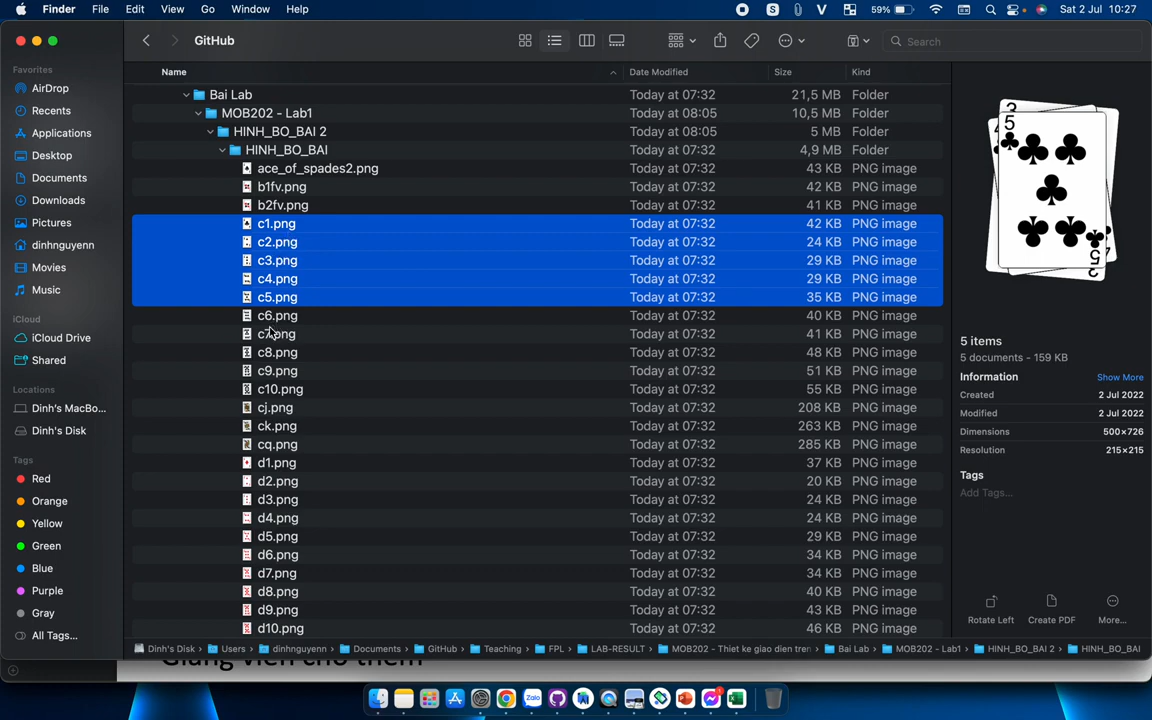 Finder File Edit View Go Window Help S V 59% Sat 2 Jul 10:27
GitHub Search
Favorites
AirDrop
Recents
Applications
Desktop
Documents
Downloads
Pictures
dinhnguyenn
Movies
Music
iCloud
iCloud Drive
Shared
Locations
Dinh's MacBo...
Dinh's Disk
Tags
Red
Orange
Yellow
Green
Blue
Purple
Gray
All Tags...
Name Date Modified Size Kind
Bai Lab Today at 07:32 21,5 MB Folder
MOB202 - Lab1 Today at 08:05 10,5 MB Folder
HINH_BO_BAI 2 Today at 08:05 5 MB Folder
HINH_BO_BAI Today at 07:32 4,9 MB Folder
ace_of_spades2.png Today at 07:32 43 KB PNG image
b1fv.png Today at 07:32 42 KB PNG image
b2fv.png Today at 07:32 41 KB PNG image
c1.png Today at 07:32 42 KB PNG image
c2.png Today at 07:32 24 KB PNG image
c3.png Today at 07:32 29 KB PNG image
c4.png Today at 07:32 29 KB PNG image
c5.png Today at 07:32 35 KB PNG image
c6.png Today at 07:32 40 KB PNG image
c7.png Today at 07:32 41 KB PNG image
c8.png Today at 07:32 48 KB PNG image
c9.png Today at 07:32 51 KB PNG image
c10.png Today at 07:32 55 KB PNG image
cj.png Today at 07:32 208 KB PNG image
ck.png Today at 07:32 263 KB PNG image
cq.png Today at 07:32 285 KB PNG image
d1.png Today at 07:32 37 KB PNG image
d2.png Today at 07:32 20 KB PNG image
d3.png Today at 07:32 24 KB PNG image
d4.png Today at 07:32 24 KB PNG image
d5.png Today at 07:32 29 KB PNG image
d6.png Today at 07:32 34 KB PNG image
d7.png Today at 07:32 34 KB PNG image
d8.png Today at 07:32 40 KB PNG image
d9.png Today at 07:32 43 KB PNG image
d10.png Today at 07:32 46 KB PNG image
3
5
5
5 items
5 documents - 159 KB
Information Show More
Created 2 Jul 2022
Modified 2 Jul 2022
Dimensions 500×726
Resolution 215×215
Tags
Add Tags...
Rotate Left Create PDF More...
Dinh's Disk › Users › dinhnguyenn › Documents › GitHub › Teaching › FPL › LAB-RESULT › MOB202 - Thiet ke giao dien tren › Bai Lab › MOB202 - Lab1 › HINH_BO_BAI 2 › HINH_BO_BAI
Zalo
1